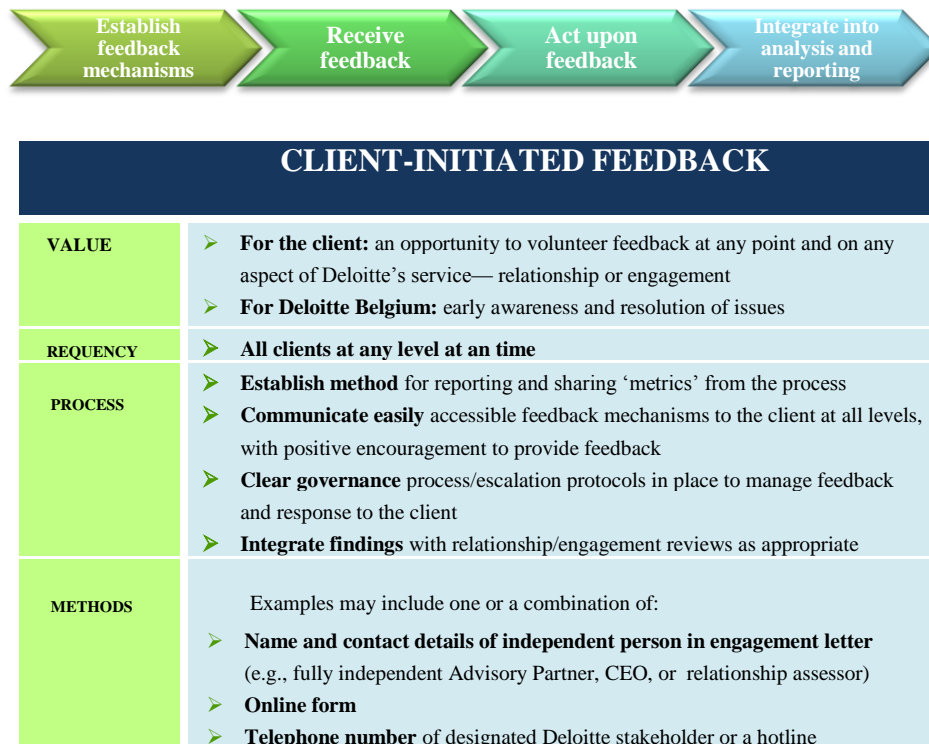 Establish
feedback
mechanisms
Receive
feedback
Act upon
feedback
Integrate into
analysis and
reporting
CLIENT-INITIATED FEEDBACK
VALUE
➢ For the client: an opportunity to volunteer feedback at any point and on any
aspect of Deloitte's service— relationship or engagement
➢ For Deloitte Belgium: early awareness and resolution of issues
REQUENCY
➢ All clients at any level at an time
PROCESS
➢ Establish method for reporting and sharing 'metrics' from the process
➢ Communicate easily accessible feedback mechanisms to the client at all levels,
with positive encouragement to provide feedback
➢ Clear governance process/escalation protocols in place to manage feedback
and response to the client
➢ Integrate findings with relationship/engagement reviews as appropriate
METHODS
Examples may include one or a combination of:
➢ Name and contact details of independent person in engagement letter
(e.g., fully independent Advisory Partner, CEO, or relationship assessor)
➢ Online form
➢ Telephone number of designated Deloitte stakeholder or a hotline